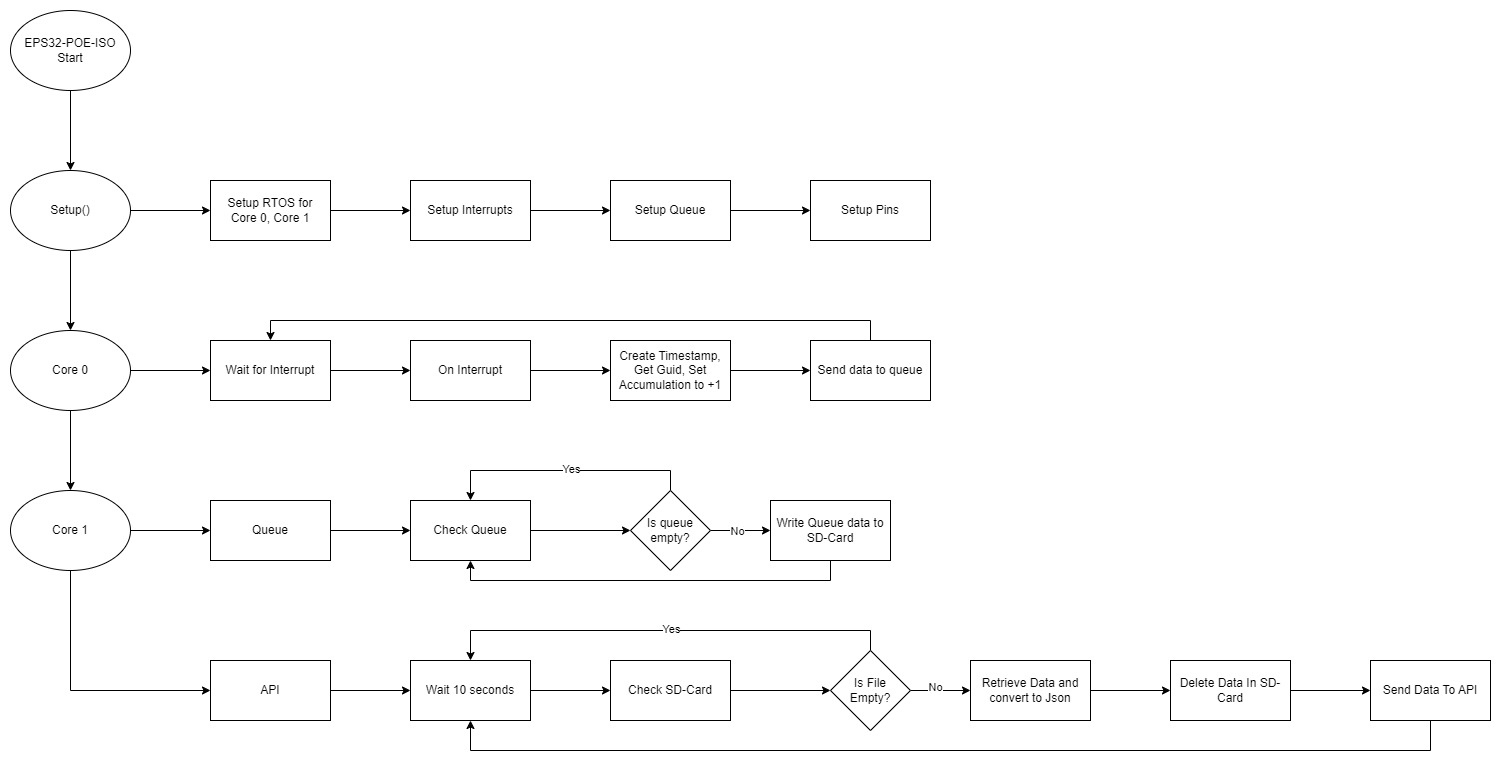 EPS32-POE-ISO
Start
Setup()
Setup RTOS for
Core 0, Core 1
Setup Interrupts
Setup Queue
Setup Pins
Core 0
Wait for Interrupt
On Interrupt
Create Timestamp,
Get Guid, Set
Accumulation to +1
Send data to queue
Yes
Core 1
Queue
Check Queue
Is queue
empty?
No
Write Queue data to
SD-Card
Yes
API
Wait 10 seconds
Check SD-Card
Is File
Empty?
No
Retrieve Data and
convert to Json
Delete Data In SD-
Card
Send Data To API